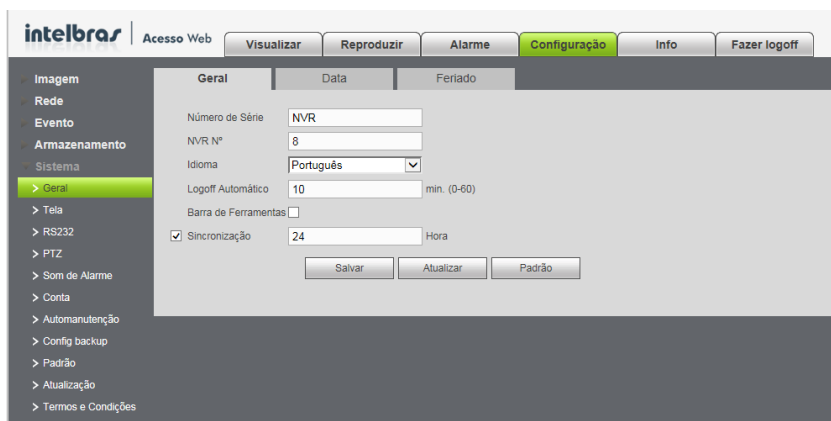 intelbras Acesso Web Visualizar Reproduzir Alarme Configuração Info Fazer logoff
Imagem
Rede
Evento
Armazenamento
Sistema
> Geral
> Tela
> RS232
> PTZ
> Som de Alarme
> Conta
> Automanutenção
> Config backup
> Padrão
> Atualização
> Termos e Condições
Geral Data Feriado
Número de Série NVR
NVR Nº 8
Idioma Português
Logoff Automático 10 min. (0-60)
Barra de Ferramentas
Sincronização 24 Hora
Salvar Atualizar Padrão